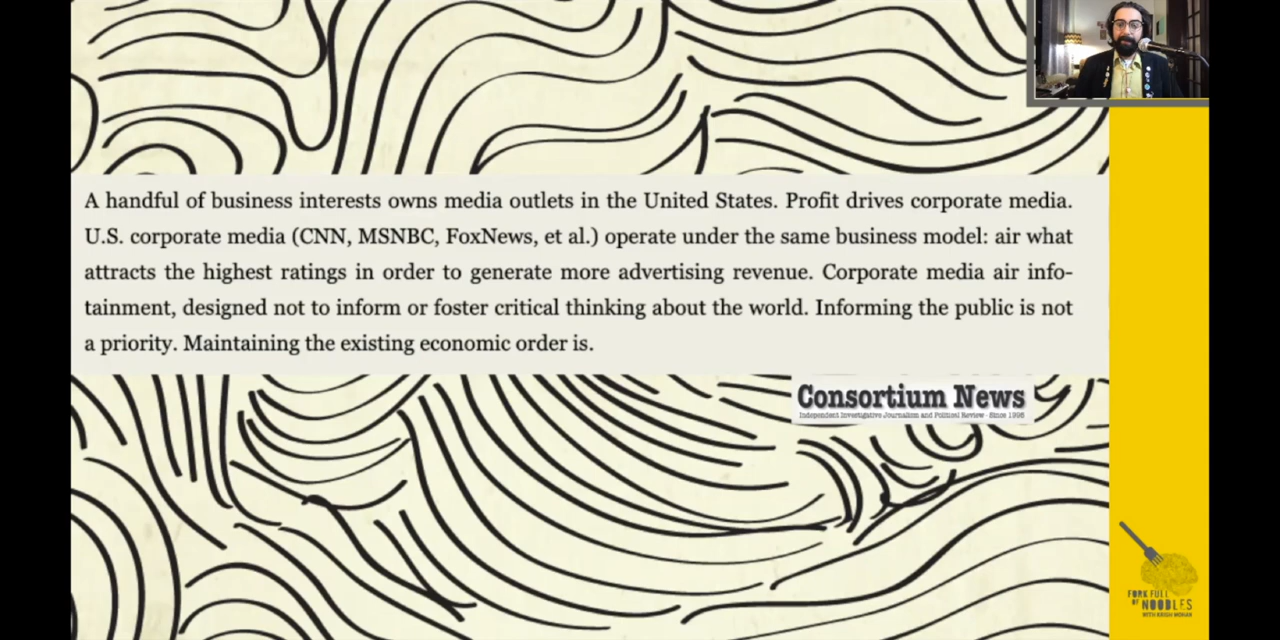 A handful of business interests owns media outlets in the United States. Profit drives corporate media.
U.S. corporate media (CNN, MSNBC, FoxNews, et al.) operate under the same business model: air what
attracts the highest ratings in order to generate more advertising revenue. Corporate media air info-
tainment, designed not to inform or foster critical thinking about the world. Informing the public is not
a priority. Maintaining the existing economic order is.
Consortium News
Independent Investigative Journalism and Political Review - Since 1995
FORK FULL
OF NOODLES
WITH KRISH MOHAN